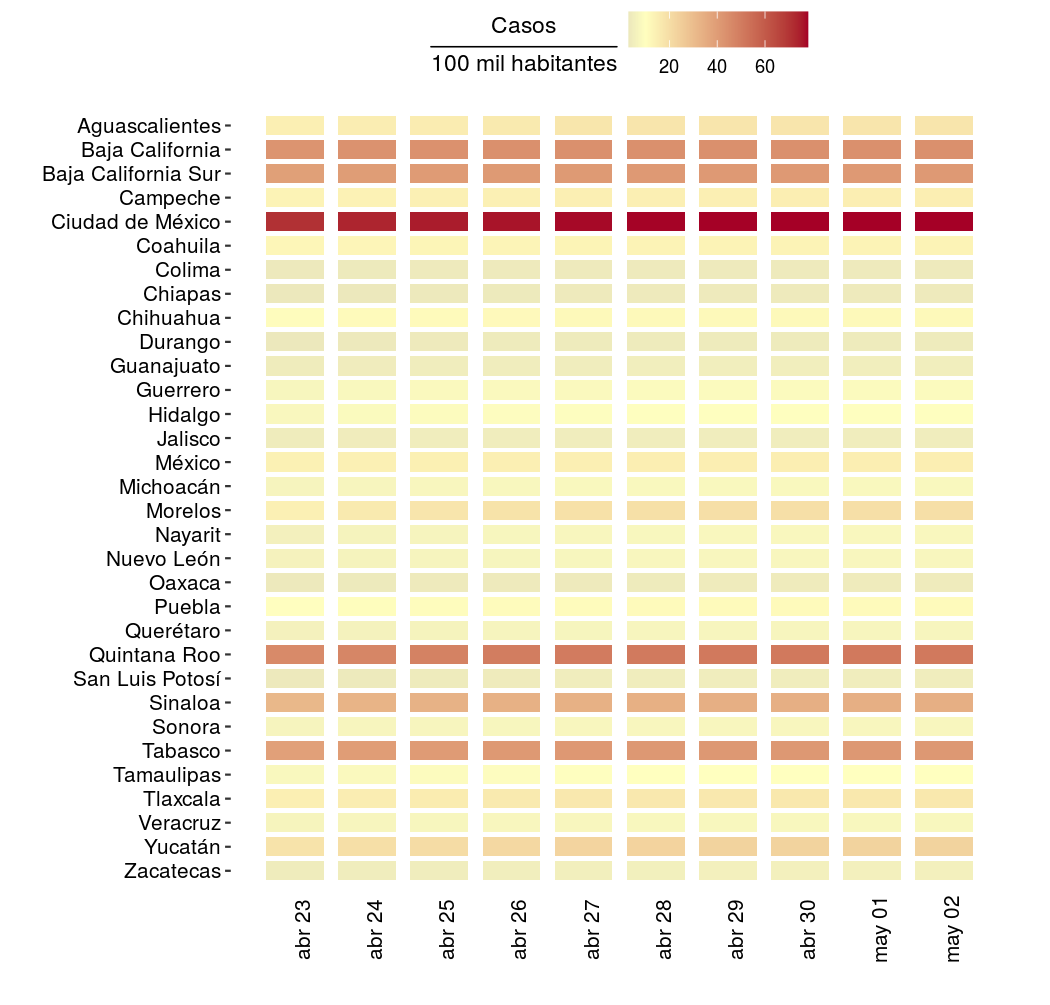 Casos
100 mil habitantes
20 40 60
Aguascalientes
Baja California
Baja California Sur
Campeche
Ciudad de México
Coahuila
Colima
Chiapas
Chihuahua
Durango
Guanajuato
Guerrero
Hidalgo
Jalisco
México
Michoacán
Morelos
Nayarit
Nuevo León
Oaxaca
Puebla
Querétaro
Quintana Roo
San Luis Potosí
Sinaloa
Sonora
Tabasco
Tamaulipas
Tlaxcala
Veracruz
Yucatán
Zacatecas
abr 23
abr 24
abr 25
abr 26
abr 27
abr 28
abr 29
abr 30
may 01
may 02